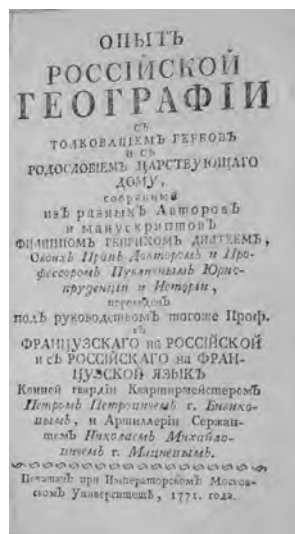 ОПЫТЪ
РОССІЙСКОЙ
ГЕОГРАФІИ
СЪ
ТОЛКОВАНІЕМЪ ГЕРБОВЪ
И СЪ
РОДОСЛОВІЕМЪ ЦАРСТВУЮЩАГО
ДОМУ,
собранный
изъ разныхъ Авторовъ
и манускриптовъ
ФИЛИППОМЪ ГЕНРИХОМЪ ДИЛТЕЕМЪ,
Обоихъ Правъ Докторомъ и Про-
фессоромъ Публичнымъ Юрис-
пруденціи и Исторіи,
переведенъ
подъ руководствомъ тогоже Проф.
съ
ФРАНЦУЗСКАГО на РОССІЙСКОЙ
и съ РОССІЙСКАГО на ФРАН-
ЦУЗСКОЙ ЯЗЫКЪ
Конной гвардіи Квартирмейстеромъ
Петромъ Петровичемъ г. Бибико-
вымъ, и Артиллеріи Сержан-
томъ Николаемъ Михайло-
вичемъ г. Мацневымъ.
Печатанъ при Императорскомъ Москов-
скомъ Университетѣ, 1771. года.